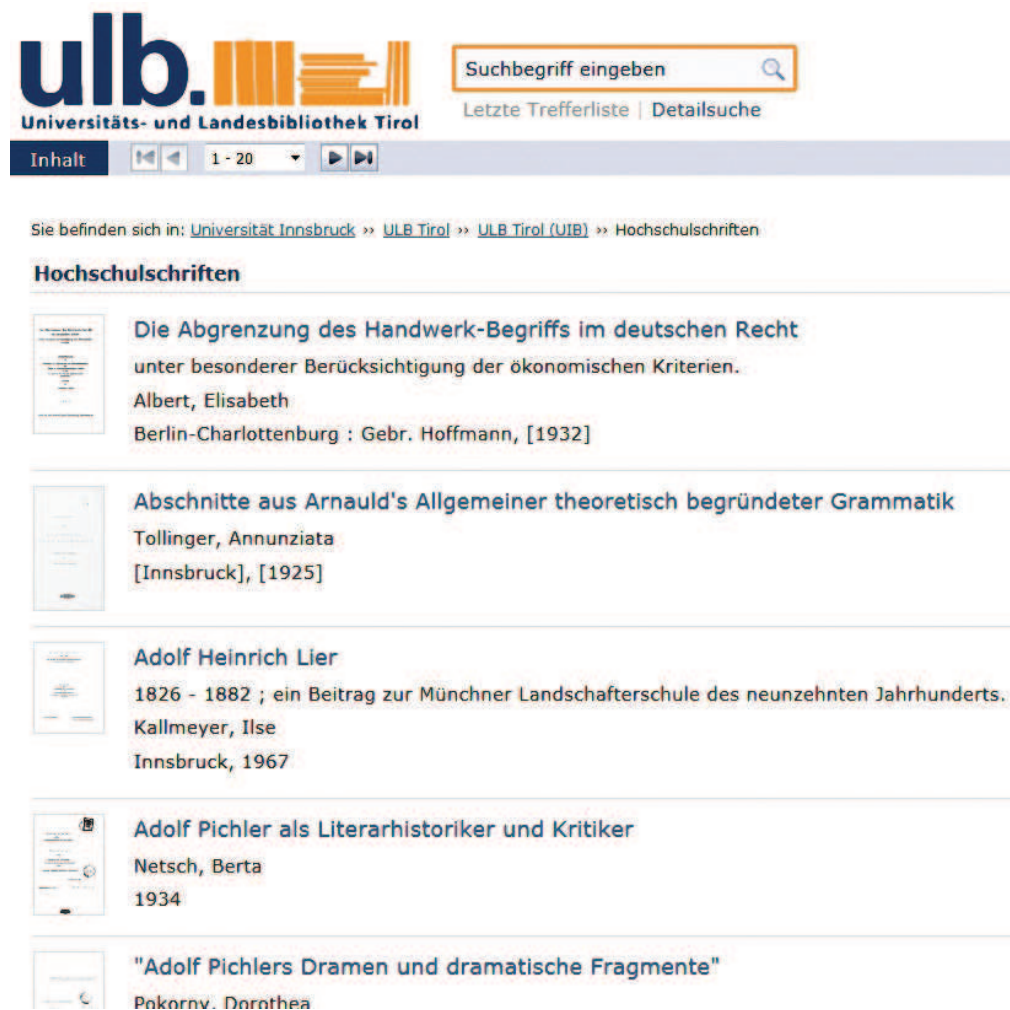 ulb.
Universitäts- und Landesbibliothek Tirol
Suchbegriff eingeben
Letzte Trefferliste | Detailsuche
Inhalt 1 - 20
Sie befinden sich in: Universität Innsbruck ›› ULB Tirol ›› ULB Tirol (UIB) ›› Hochschulschriften
Hochschulschriften
Die Abgrenzung des Handwerk-Begriffs im deutschen Recht
unter besonderer Berücksichtigung der ökonomischen Kriterien.
Albert, Elisabeth
Berlin-Charlottenburg : Gebr. Hoffmann, [1932]
Abschnitte aus Arnauld's Allgemeiner theoretisch begründeter Grammatik
Tollinger, Annunziata
[Innsbruck], [1925]
Adolf Heinrich Lier
1826 - 1882 ; ein Beitrag zur Münchner Landschafterschule des neunzehnten Jahrhunderts.
Kallmeyer, Ilse
Innsbruck, 1967
Adolf Pichler als Literarhistoriker und Kritiker
Netsch, Berta
1934
"Adolf Pichlers Dramen und dramatische Fragmente"
Pokorny, Dorothea